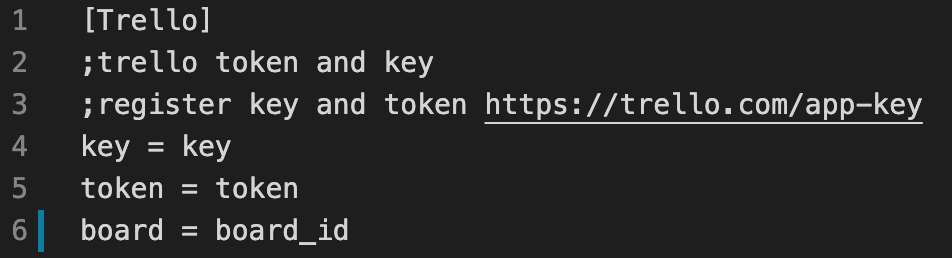 1 [Trello]
2 ;trello token and key
3 ;register key and token https://trello.com/app-key
4 key = key
5 token = token
6 board = board_id